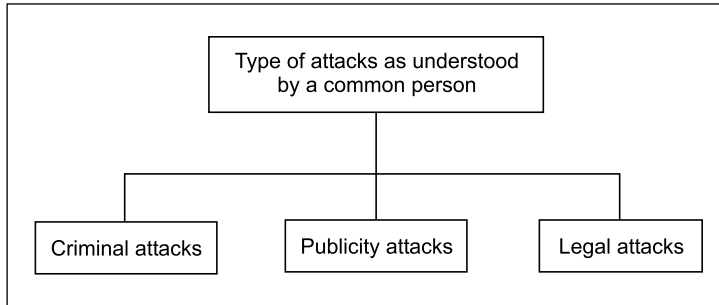 Type of attacks as understood
by a common person
Criminal attacks
Publicity attacks
Legal attacks